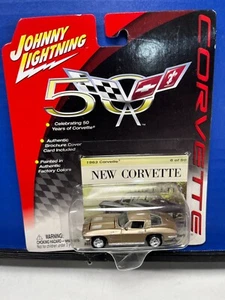 JOHNNY
LIGHTNING
50
CORVETTE
• Celebrating 50
Years of Corvette®
• Authentic
Brochure Cover
Card Included
• Painted in
Authentic
Factory Colors
1963 Corvette®
NEW CORVETTE
WARNING: